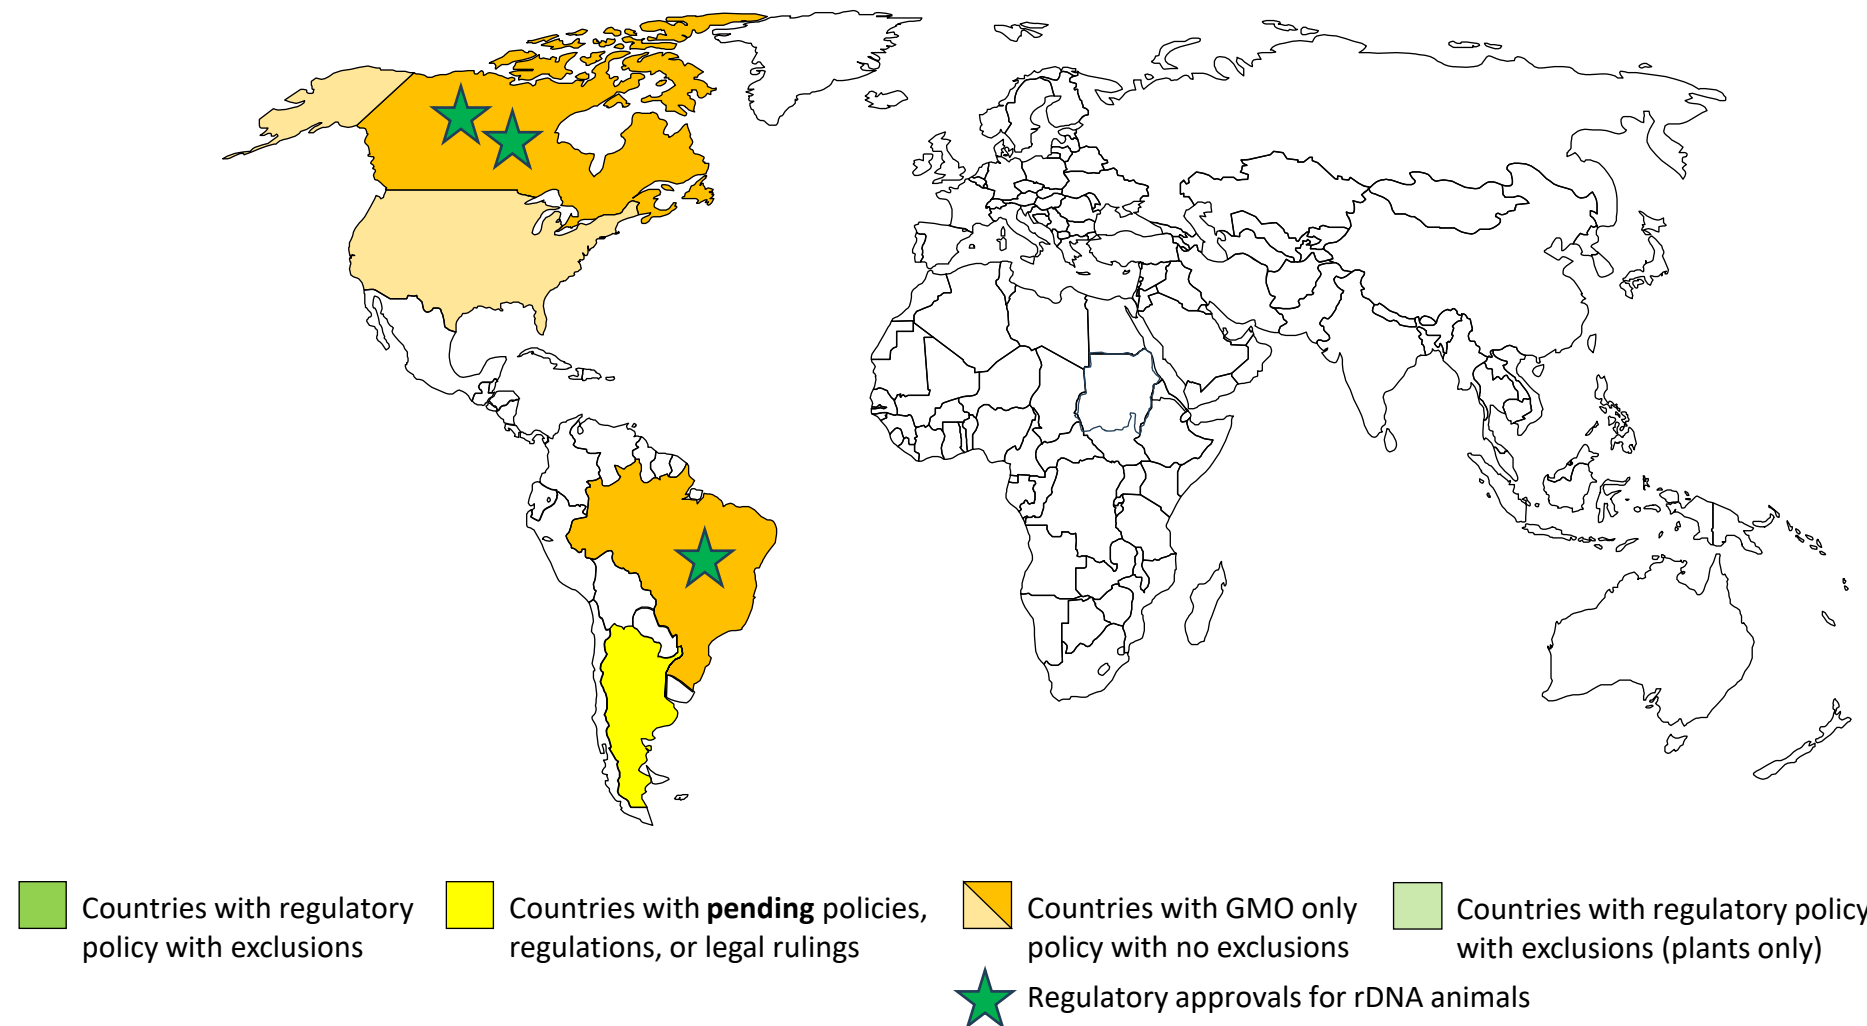 Countries with regulatory
policy with exclusions
Countries with pending policies,
regulations, or legal rulings
Countries with GMO only
policy with no exclusions
Countries with regulatory policy
with exclusions (plants only)
Regulatory approvals for rDNA animals